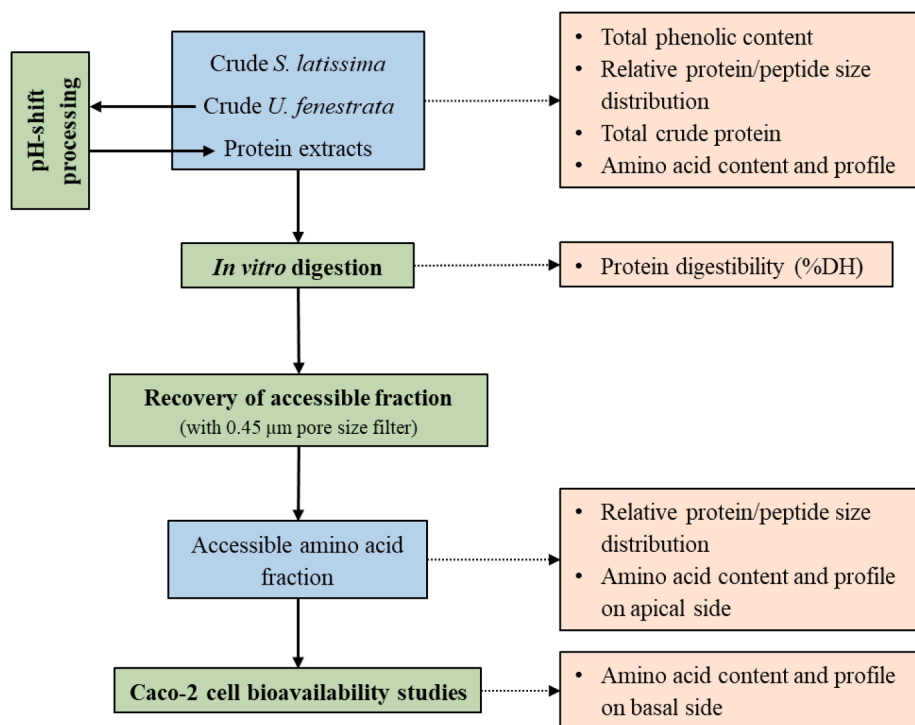 pH-shift
processing
Crude S. latissima
Crude U. fenestrata
Protein extracts
• Total phenolic content
• Relative protein/peptide size
distribution
• Total crude protein
• Amino acid content and profile
In vitro digestion
• Protein digestibility (%DH)
Recovery of accessible fraction
(with 0.45 µm pore size filter)
Accessible amino acid
fraction
• Relative protein/peptide size
distribution
• Amino acid content and profile
on apical side
Caco-2 cell bioavailability studies
• Amino acid content and profile
on basal side